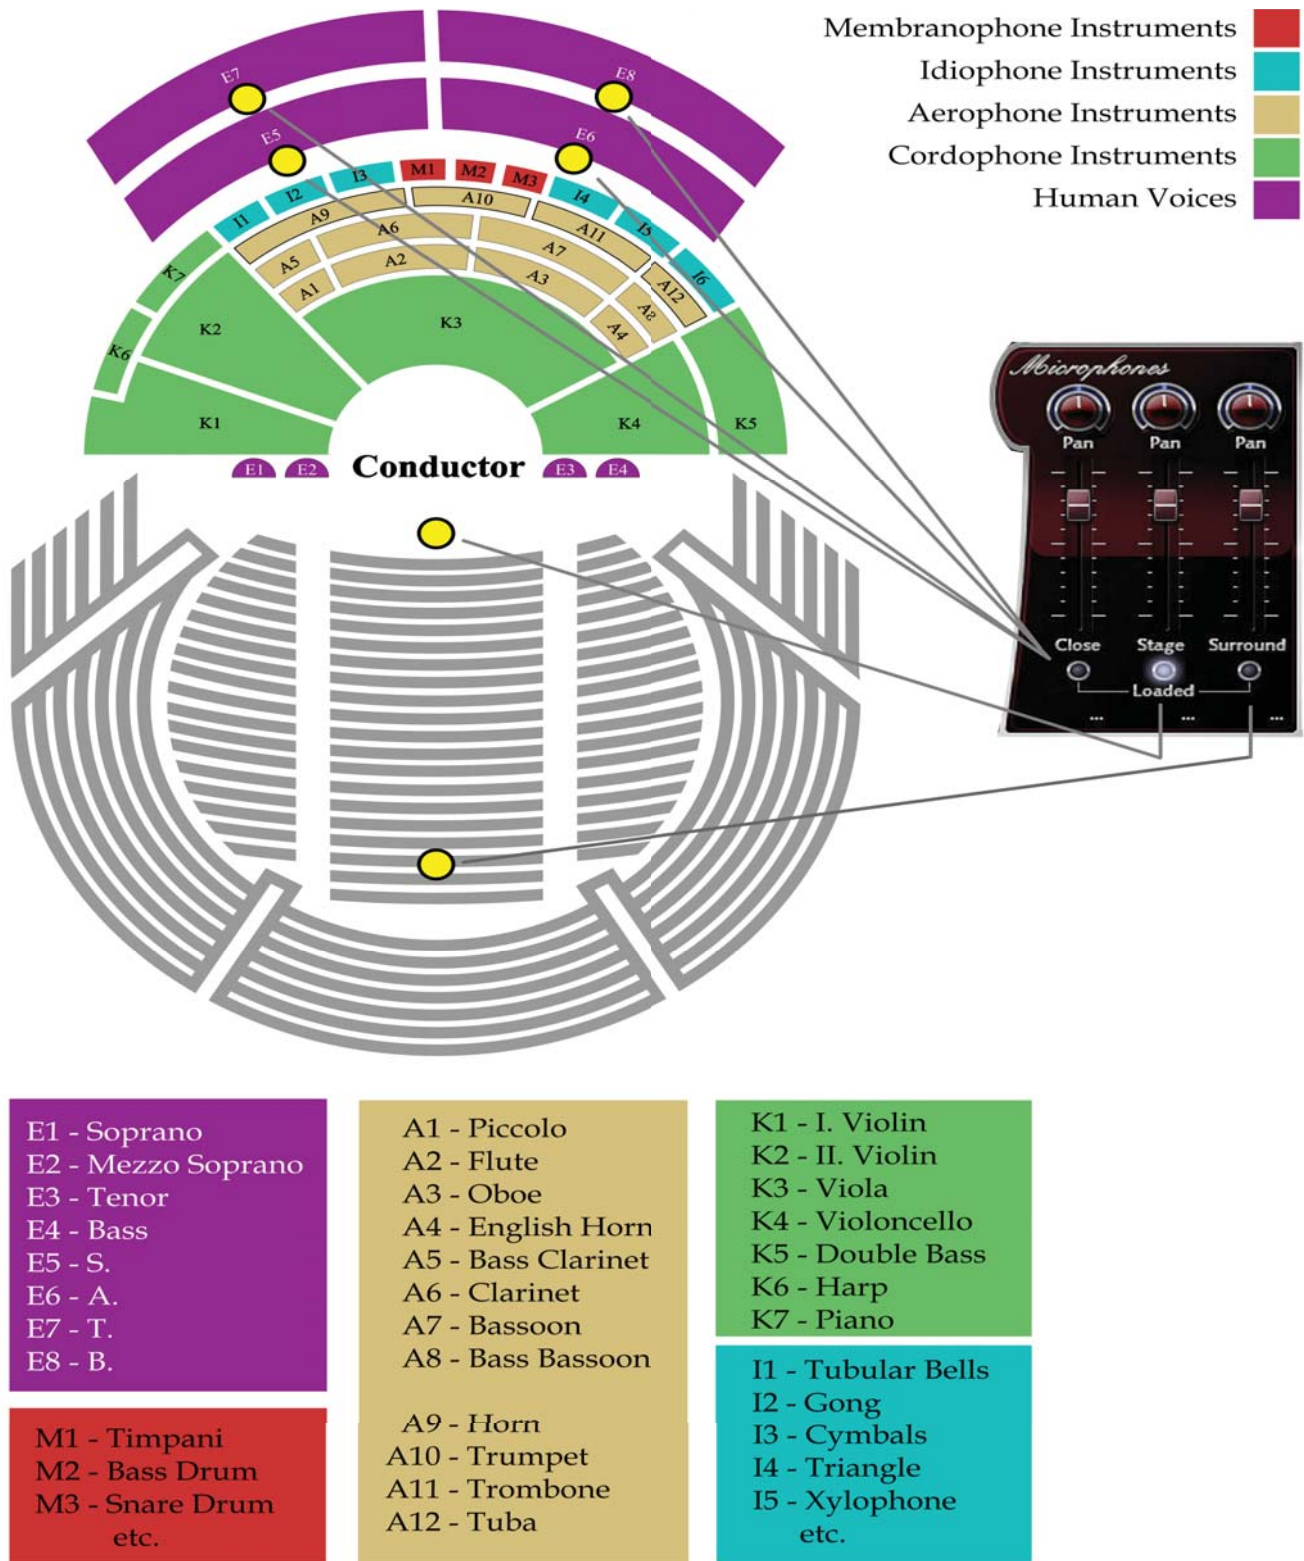 Membranophone Instruments
Idiophone Instruments
Aerophone Instruments
Cordophone Instruments
Human Voices
E7
E8
E5
E6
M1
M2
M3
I3
I2
I4
I1
A9
A10
A11
I5
A6
A7
I6
K7
A5
A2
A3
A12
A1
A8
K2
K3
A4
K6
K1
K4
K5
E1
E2
Conductor
E3
E4
Microphones
Pan Pan Pan
Close Stage Surround
Loaded
... ... ...
E1 - Soprano
E2 - Mezzo Soprano
E3 - Tenor
E4 - Bass
E5 - S.
E6 - A.
E7 - T.
E8 - B.
M1 - Timpani
M2 - Bass Drum
M3 - Snare Drum
etc.
A1 - Piccolo
A2 - Flute
A3 - Oboe
A4 - English Horn
A5 - Bass Clarinet
A6 - Clarinet
A7 - Bassoon
A8 - Bass Bassoon
A9 - Horn
A10 - Trumpet
A11 - Trombone
A12 - Tuba
K1 - I. Violin
K2 - II. Violin
K3 - Viola
K4 - Violoncello
K5 - Double Bass
K6 - Harp
K7 - Piano
I1 - Tubular Bells
I2 - Gong
I3 - Cymbals
I4 - Triangle
I5 - Xylophone
etc.